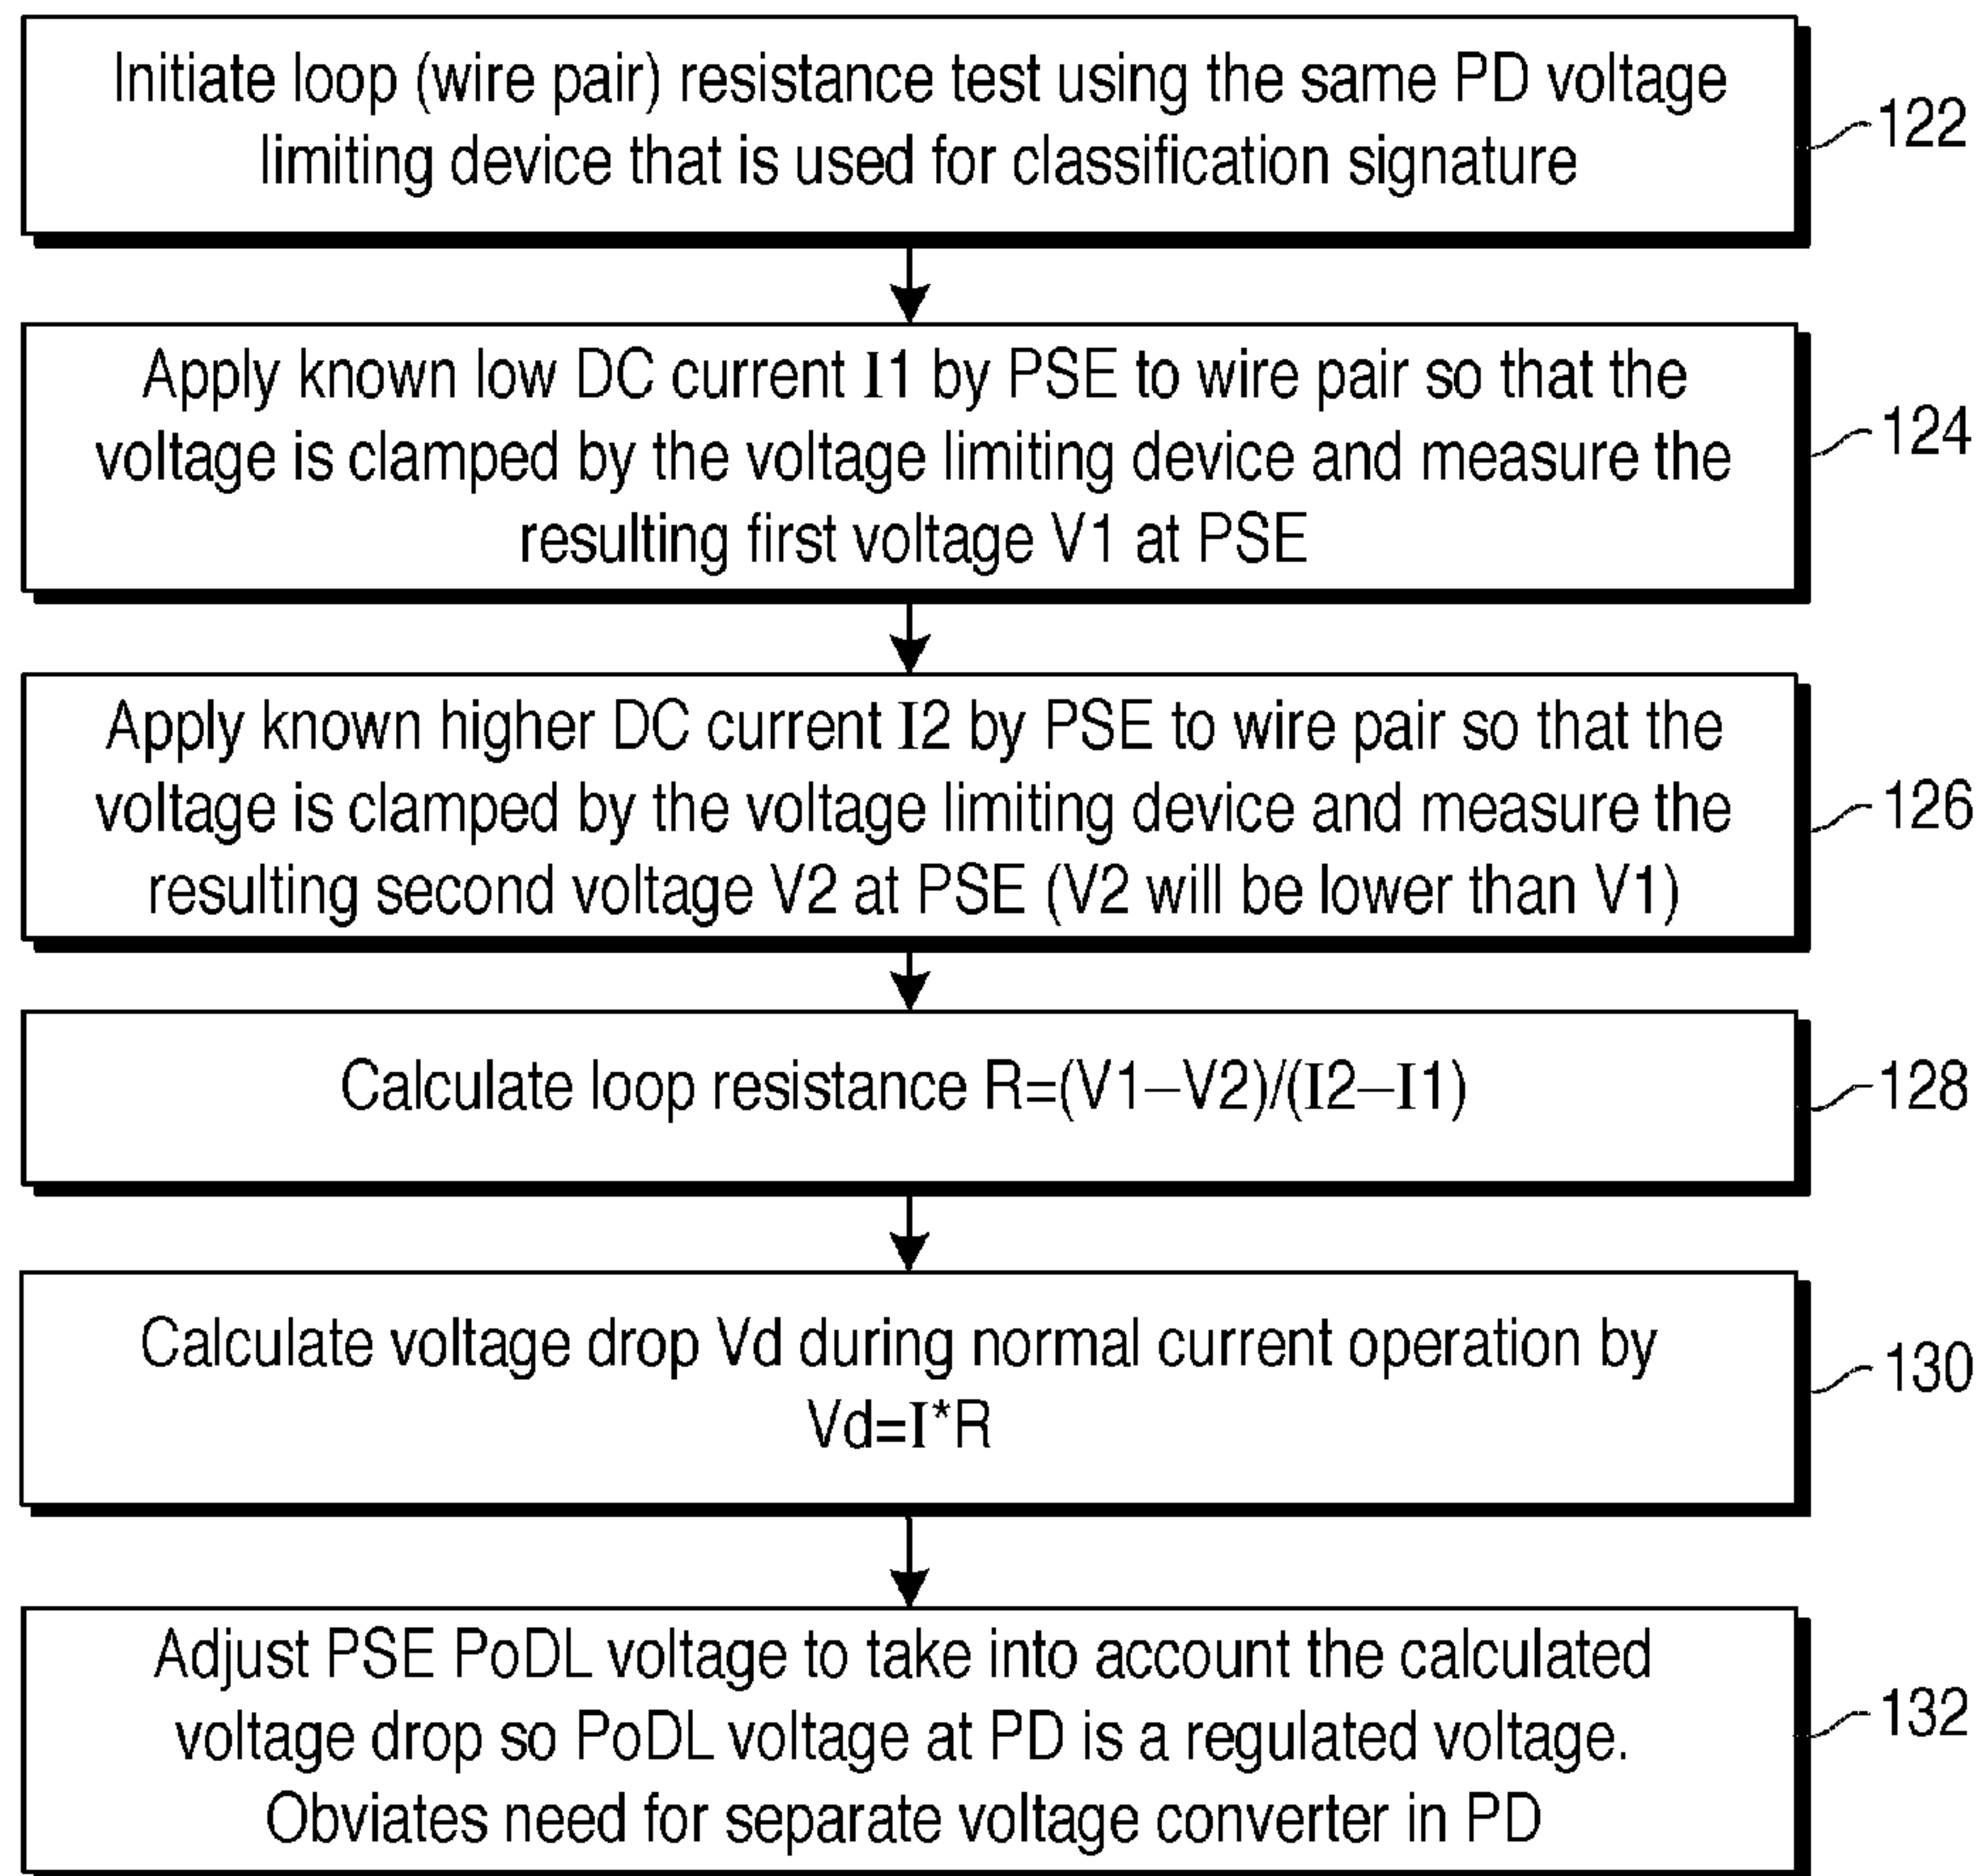 Initiate loop (wire pair) resistance test using the same PD voltage
limiting device that is used for classification signature
122
Apply known low DC current I1 by PSE to wire pair so that the
voltage is clamped by the voltage limiting device and measure the
resulting first voltage V1 at PSE
124
Apply known higher DC current I2 by PSE to wire pair so that the
voltage is clamped by the voltage limiting device and measure the
resulting second voltage V2 at PSE (V2 will be lower than V1)
126
Calculate loop resistance R=(V1–V2)/(I2–I1)
128
Calculate voltage drop Vd during normal current operation by
Vd=I*R
130
Adjust PSE PoDL voltage to take into account the calculated
voltage drop so PoDL voltage at PD is a regulated voltage.
Obviates need for separate voltage converter in PD
132